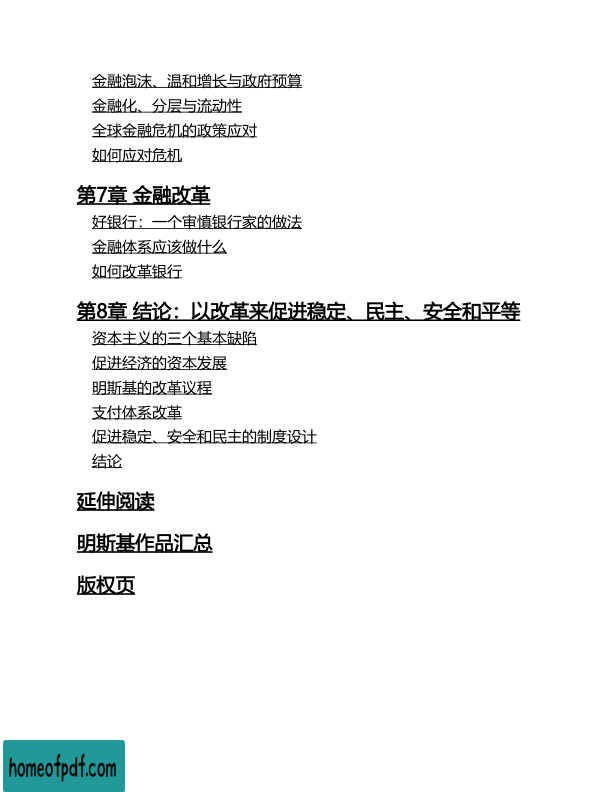 金融泡沫、温和增长与政府预算
金融化、分层与流动性
全球金融危机的政策应对
如何应对危机
第7章 金融改革
好银行：一个审慎银行家的做法
金融体系应该做什么
如何改革银行
第8章 结论：以改革来促进稳定、民主、安全和平等
资本主义的三个基本缺陷
促进经济的资本发展
明斯基的改革议程
支付体系改革
促进稳定、安全和民主的制度设计
结论
延伸阅读
明斯基作品汇总
版权页
homeofpdf.com